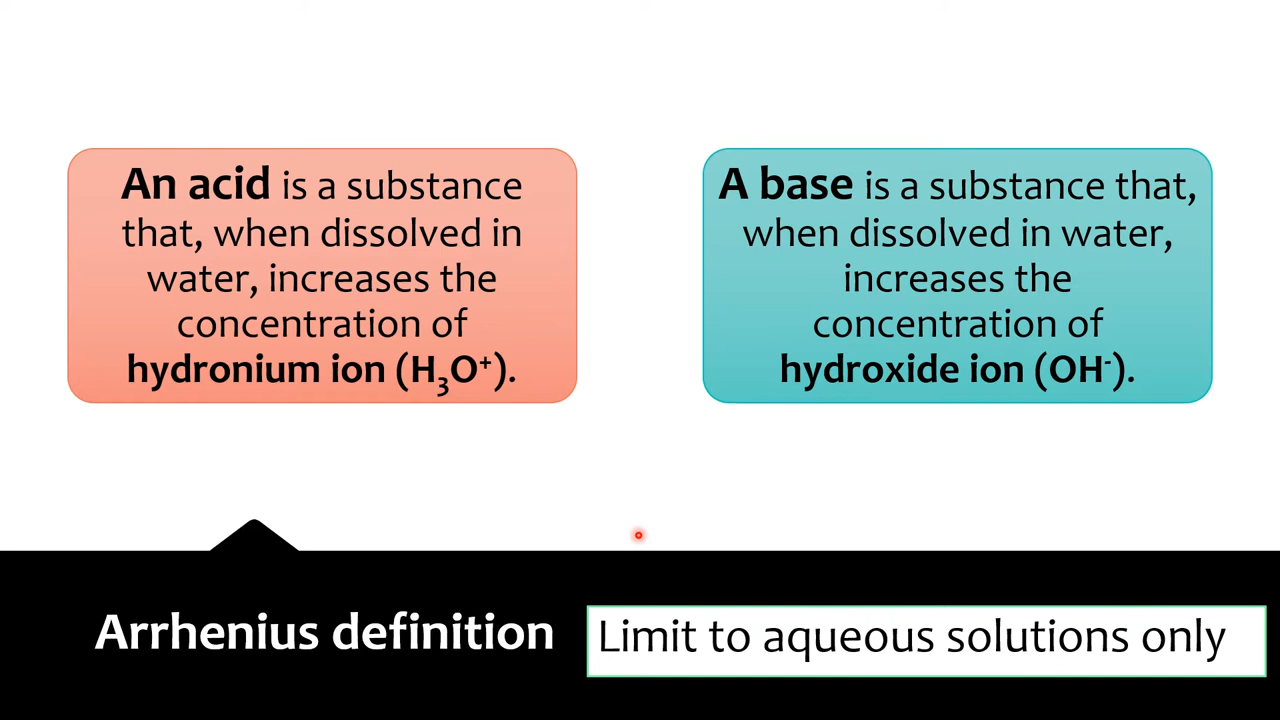 An acid is a substance
that, when dissolved in
water, increases the
concentration of
hydronium ion (H₃O⁺).
A base is a substance that,
when dissolved in water,
increases the
concentration of
hydroxide ion (OH⁻).
Arrhenius definition
Limit to aqueous solutions only